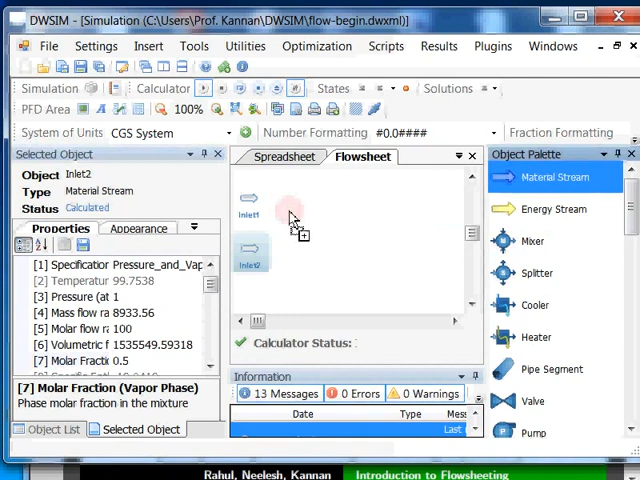 DWSIM - [Simulation (C:\Users\Prof. Kannan\DWSIM\flow-begin.dwxml)]
File Settings Insert Tools Utilities Optimization Scripts Results Plugins Windows
Simulation Calculator States Solutions
PFD Area 100%
System of Units CGS System Number Formatting #0.0#### Fraction Formatting
Selected Object
Object Inlet2
Type Material Stream
Status Calculated
Properties Appearance
[1] Specification Pressure_and_Vap
[2] Temperatur 99.7538
[3] Pressure (at 1
[4] Mass flow ra 8933.56
[5] Molar flow r 100
[6] Volumetric f 1535549.59318
[7] Molar Fracti 0.5
[7] Molar Fraction (Vapor Phase)
Phase molar fraction in the mixture
Object List Selected Object
Spreadsheet Flowsheet
Inlet1
Inlet2
Calculator Status:
Information
13 Messages 0 Errors 0 Warnings
Date Type Mess
Last
Object Palette
Material Stream
Energy Stream
Mixer
Splitter
Cooler
Heater
Pipe Segment
Valve
Pump
Rahul, Neelesh, Kannan Introduction to Flowsheeting